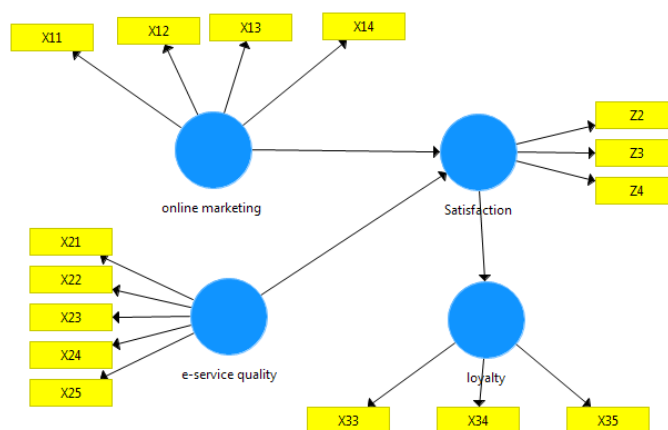 X11
X12
X13
X14
Z2
Z3
Z4
online marketing
Satisfaction
X21
X22
X23
X24
X25
e-service quality
loyalty
X33
X34
X35